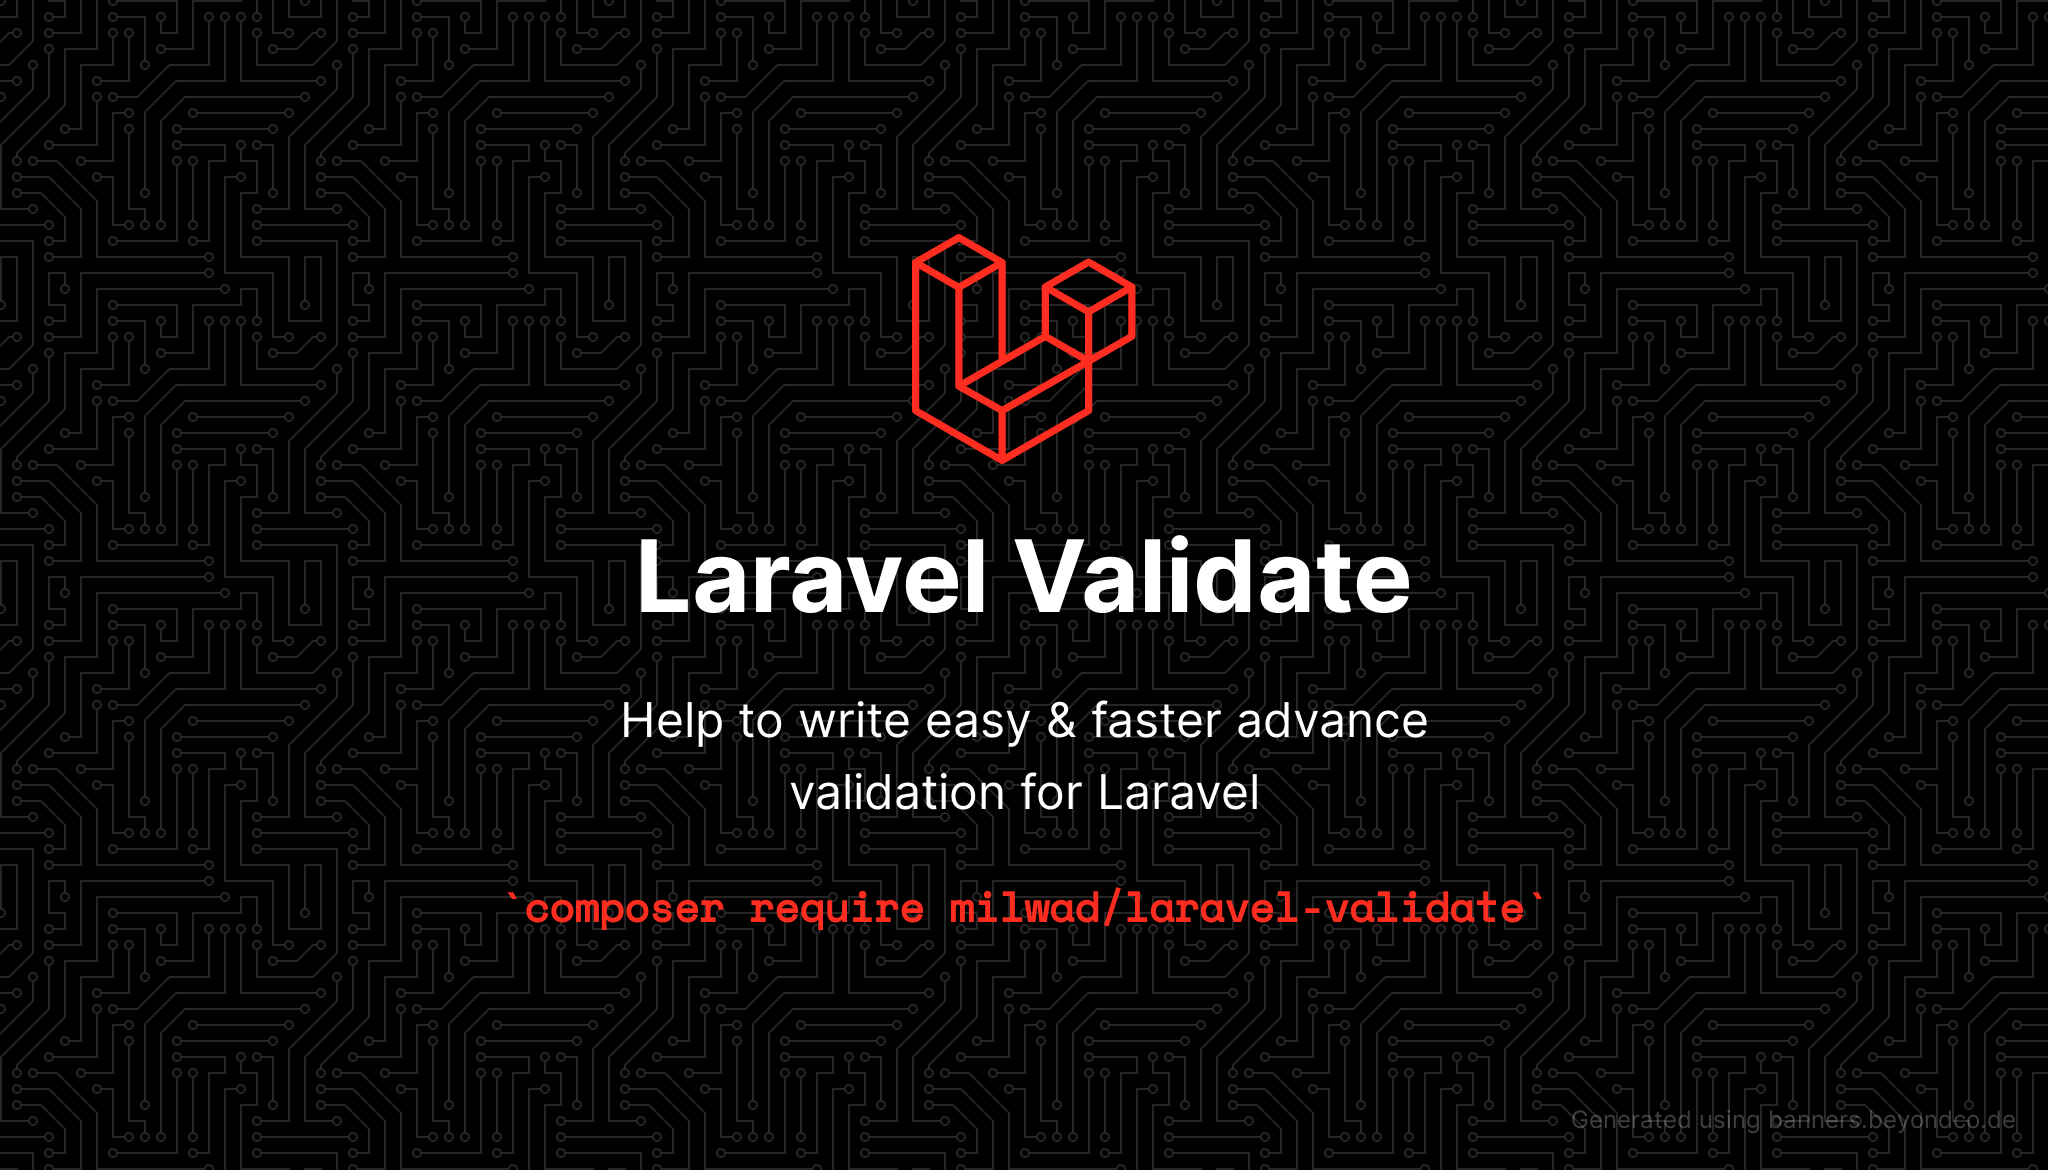 Laravel Validate
Help to write easy & faster advance
validation for Laravel
`composer require milwad/laravel-validate`
Generated using banners.beyondco.de